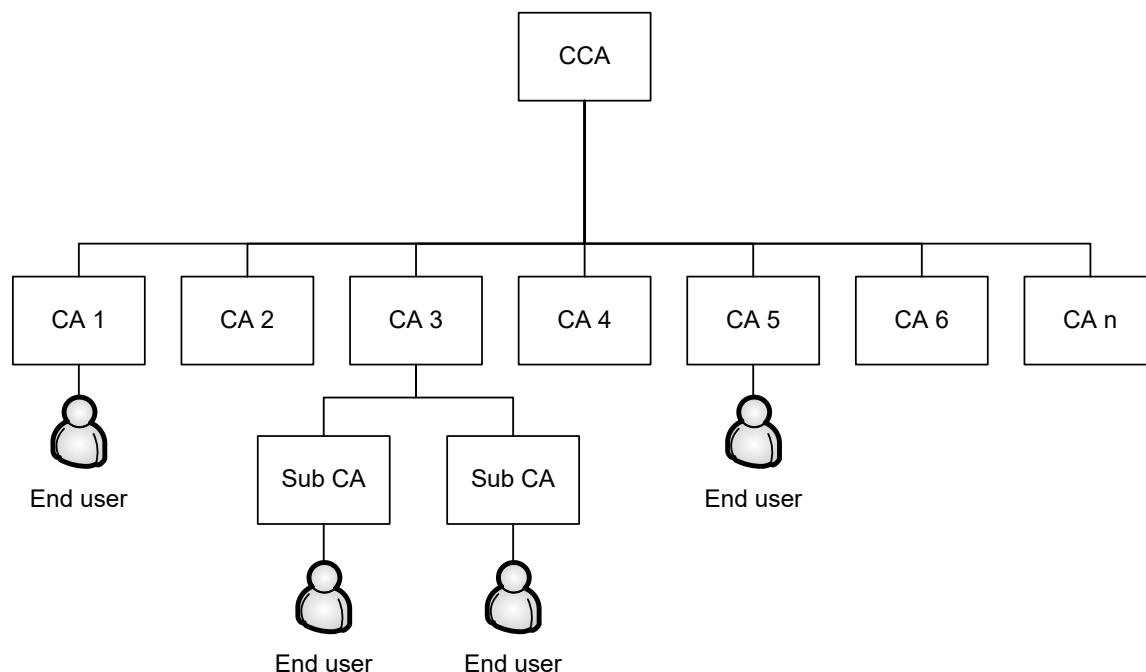 CCA
CA 1
CA 2
CA 3
CA 4
CA 5
CA 6
CA n
End user
Sub CA
Sub CA
End user
End user
End user